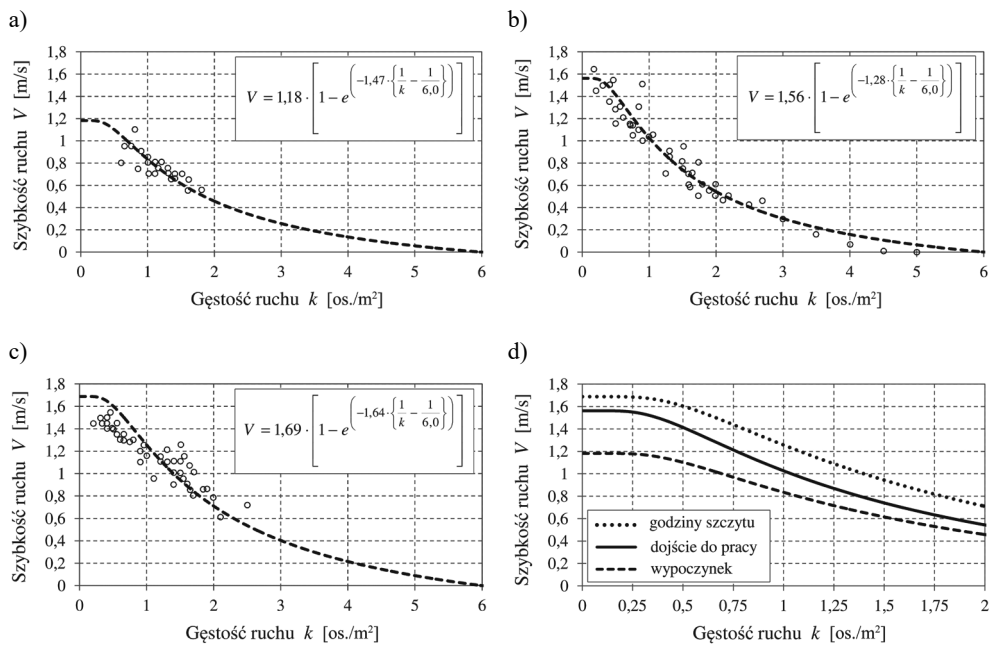 a)
Szybkość ruchu V [m/s]
1,8
1,6
1,4
1,2
1
0,8
0,6
0,4
0,2
0
0 1 2 3 4 5 6
Gęstość ruchu k [os./m²]
V = 1,18 · [1 − e^(−1,47·{1/k − 1/6,0})]
b)
Szybkość ruchu V [m/s]
1,8
1,6
1,4
1,2
1
0,8
0,6
0,4
0,2
0
0 1 2 3 4 5 6
Gęstość ruchu k [os./m²]
V = 1,56 · [1 − e^(−1,28·{1/k − 1/6,0})]
c)
Szybkość ruchu V [m/s]
1,8
1,6
1,4
1,2
1
0,8
0,6
0,4
0,2
0
0 1 2 3 4 5 6
Gęstość ruchu k [os./m²]
V = 1,69 · [1 − e^(−1,64·{1/k − 1/6,0})]
d)
Szybkość ruchu V [m/s]
1,8
1,6
1,4
1,2
1
0,8
0,6
0,4
0,2
0
godziny szczytu
dojście do pracy
wypoczynek
0 0,25 0,5 0,75 1 1,25 1,5 1,75 2
Gęstość ruchu k [os./m²]